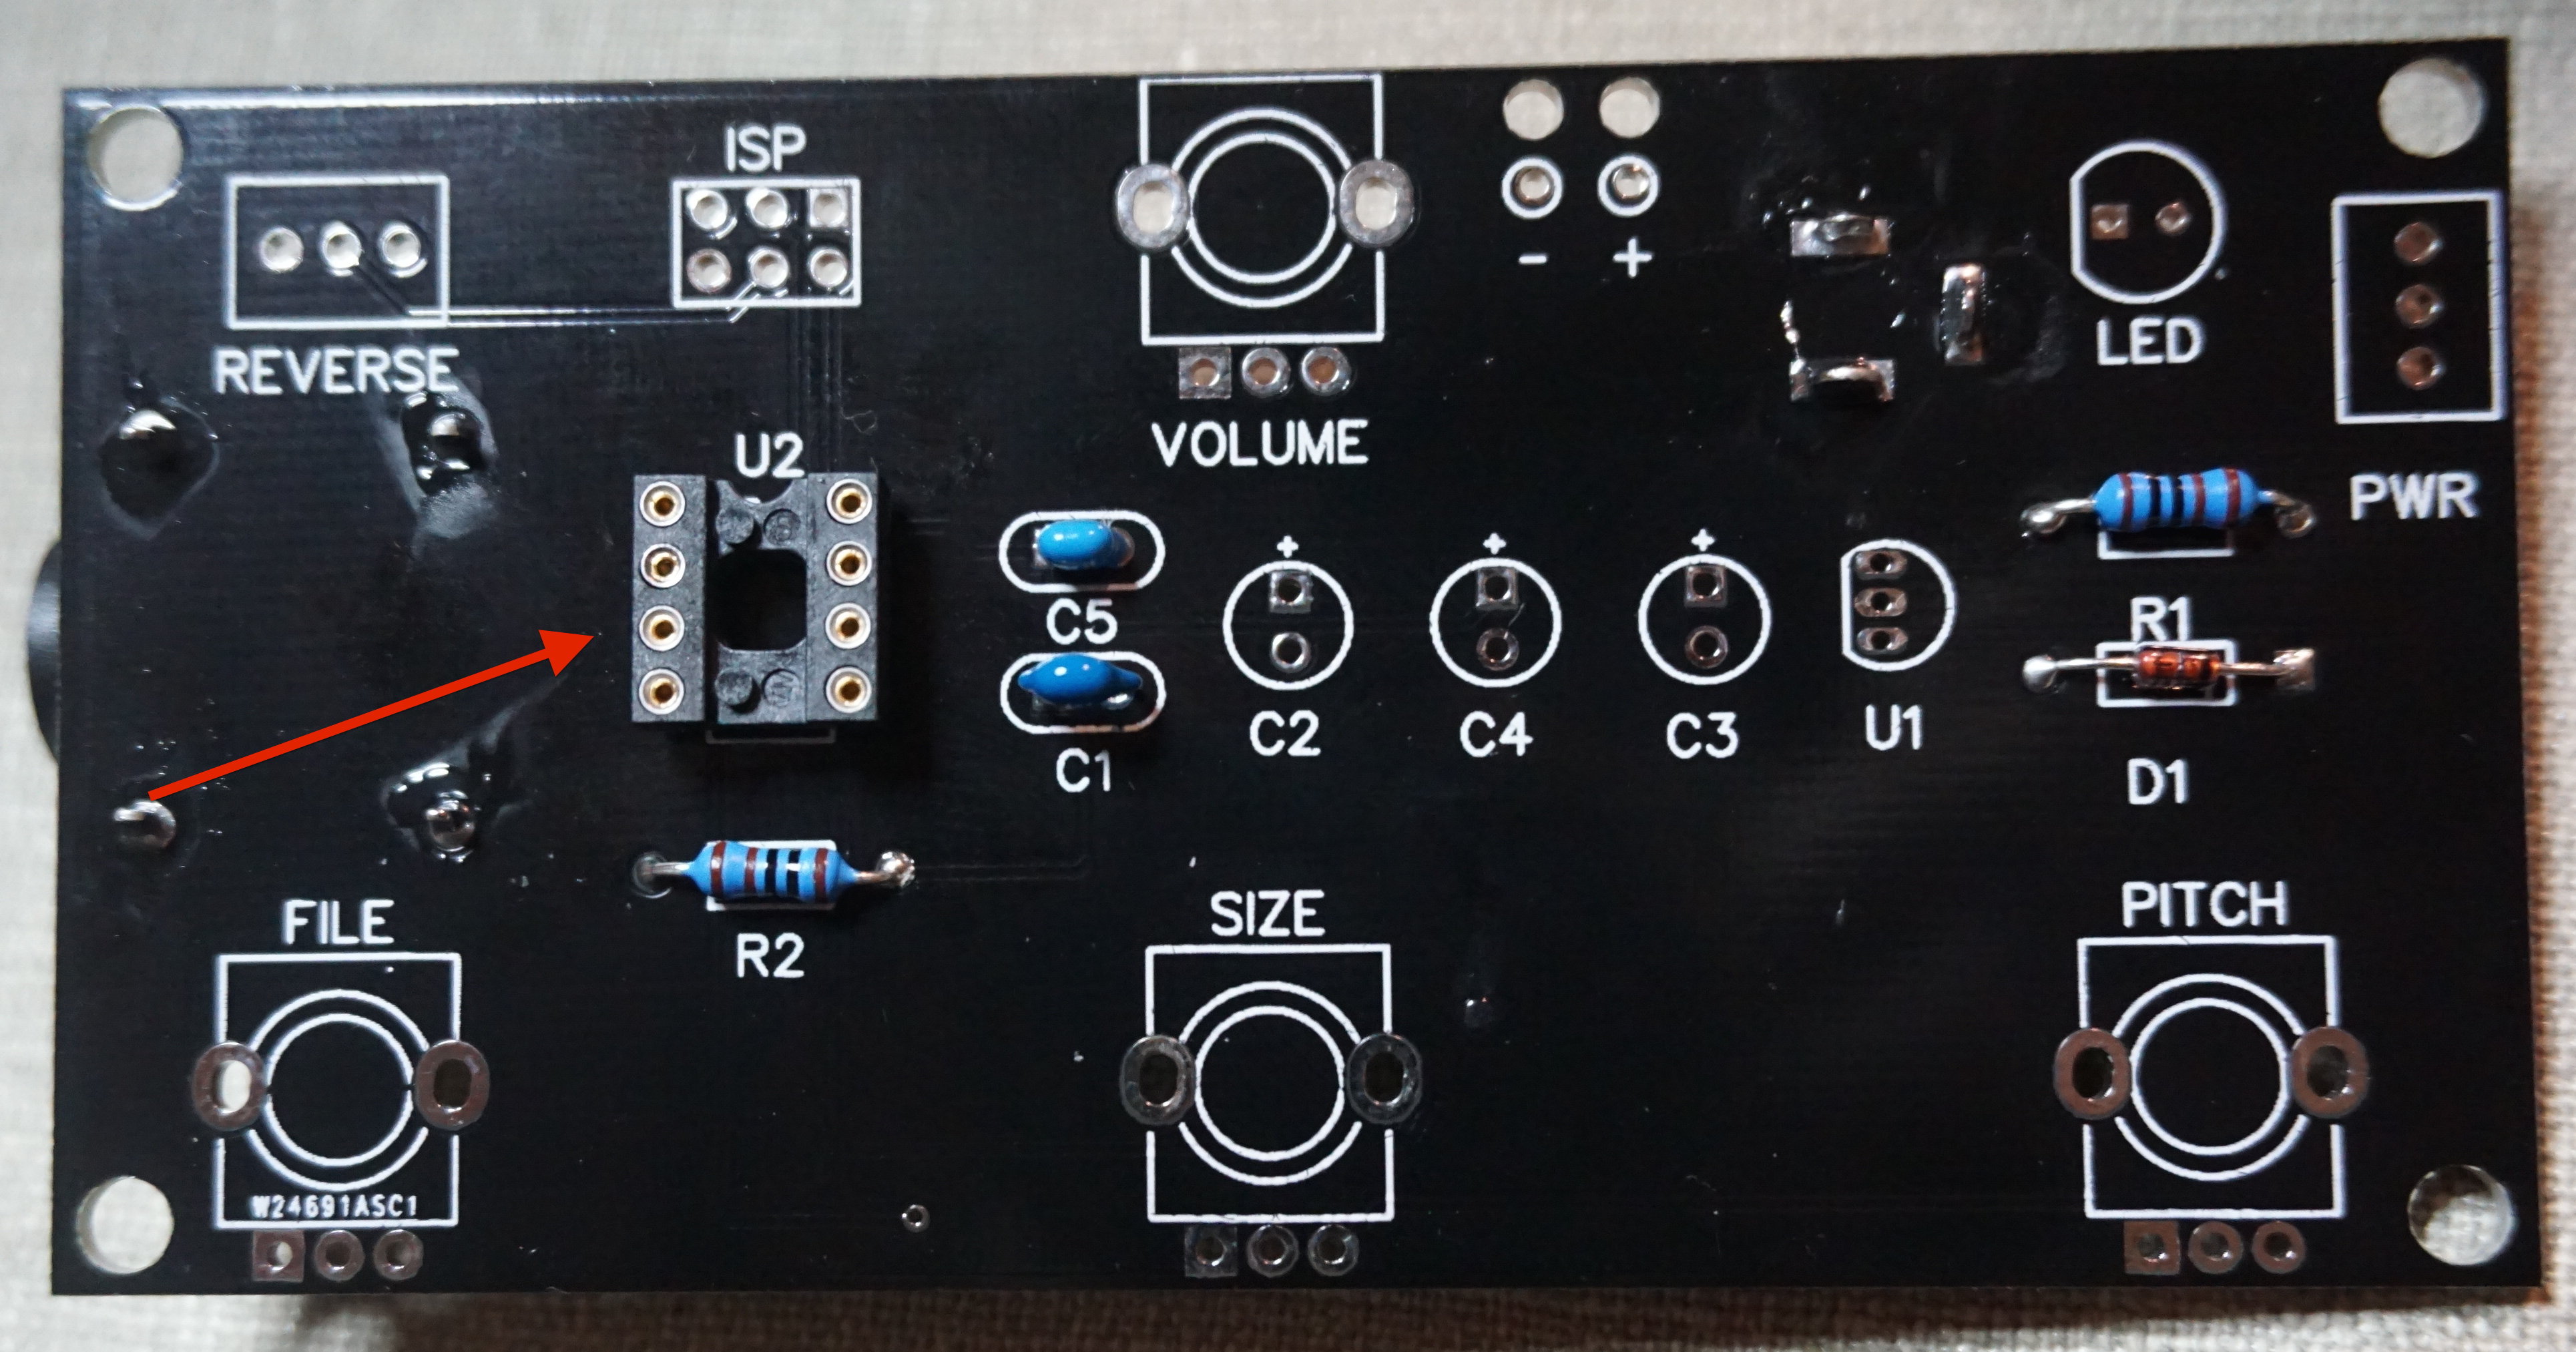 ISP
REVERSE
- +
LED
VOLUME
U2
PWR
+ + +
C5
R1
C2 C4 C3 U1
C1
D1
FILE
SIZE
PITCH
R2
W24691ASC1